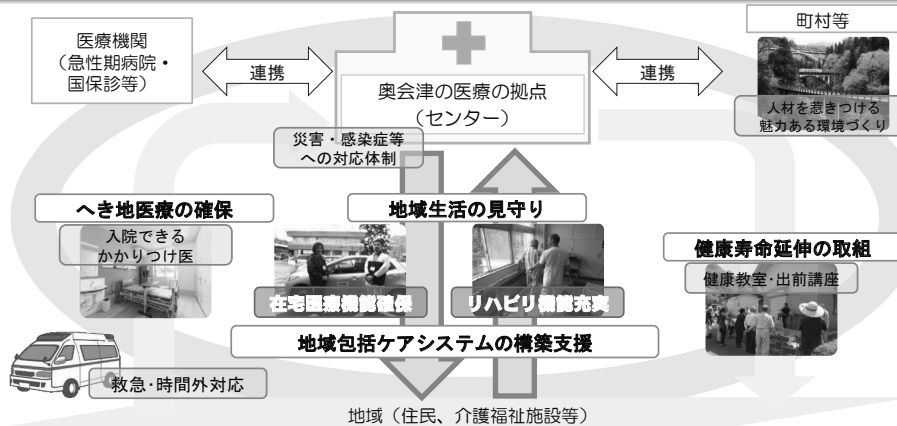 医療機関
(急性期病院・
国保診等)
連携
奥会津の医療の拠点
(センター)
連携
町村等
人材を惹きつける
魅力ある環境づくり
災害・感染症等
への対応体制
へき地医療の確保
入院できる
かかりつけ医
地域生活の見守り
在宅医療機能確保
リハビリ機能充実
健康寿命延伸の取組
健康教室・出前講座
地域包括ケアシステムの構築支援
救急・時間外対応
地域(住民、介護福祉施設等)